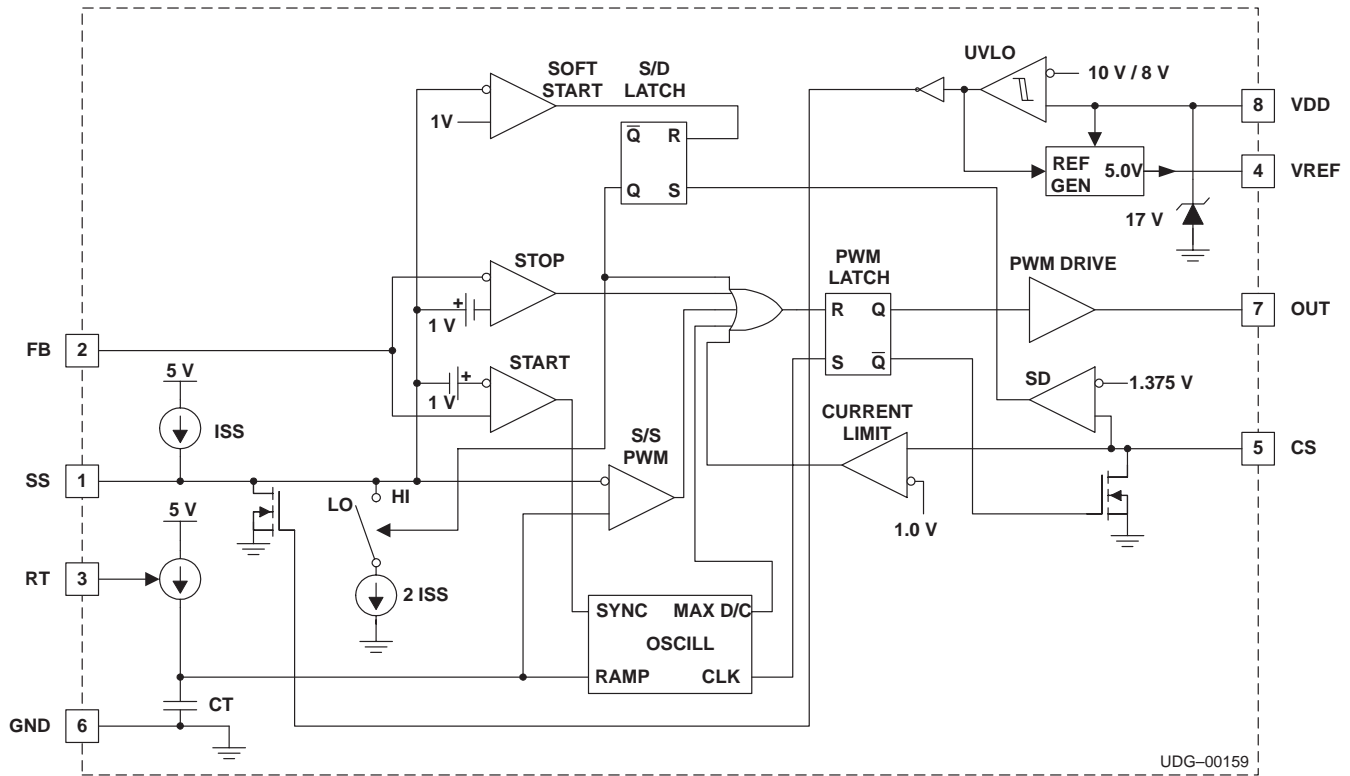 UVLO
10 V / 8 V
SOFT
START
S/D
LATCH
1V
Q
R
Q
S
8
VDD
REF
GEN
5.0V
4
VREF
17 V
STOP
+
1 V
PWM
LATCH
PWM DRIVE
R
Q
S
Q
7
OUT
FB
2
START
+
1 V
SD
1.375 V
5 V
ISS
CURRENT
LIMIT
S/S
PWM
5
CS
SS
1
HI
LO
1.0 V
5 V
RT
3
2 ISS
SYNC
MAX D/C
OSCILL
RAMP
CLK
CT
GND
6
UDG–00159